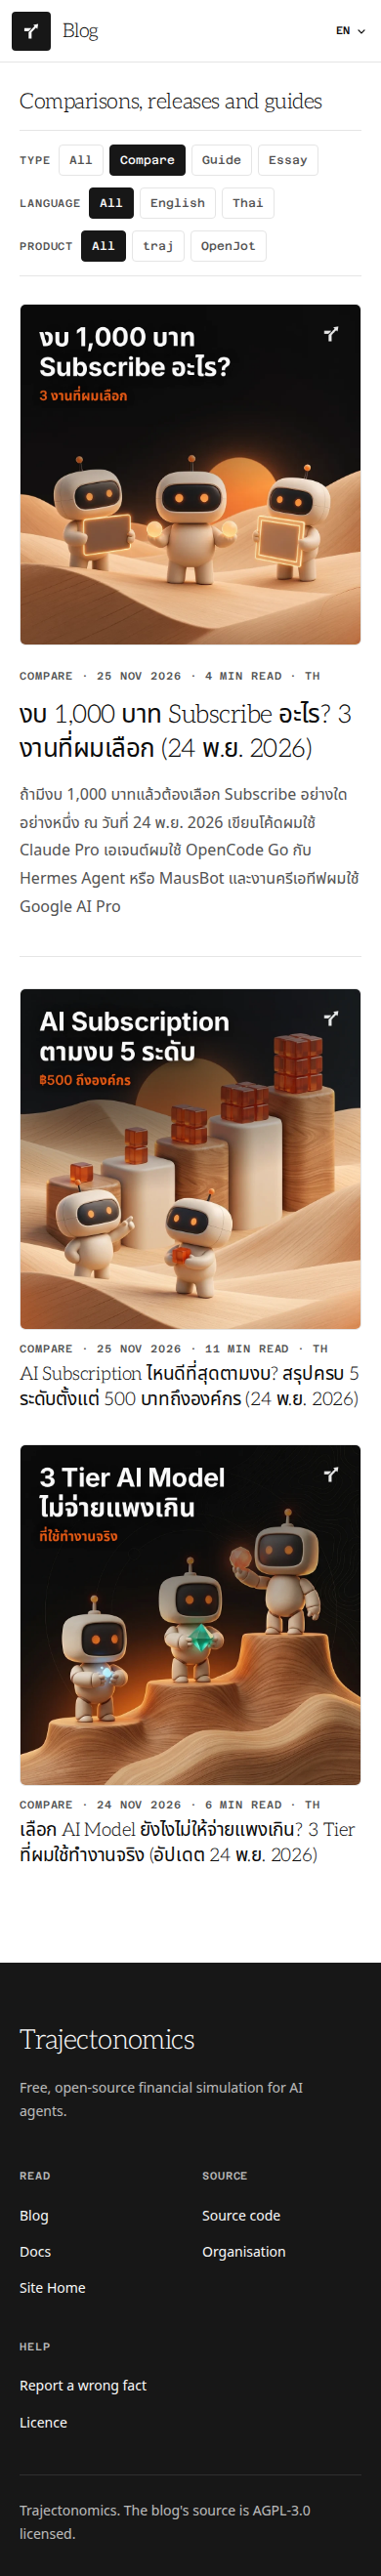 Blog
EN
Comparisons, releases and guides
TYPE All Compare Guide Essay
LANGUAGE All English Thai
PRODUCT All traj OpenJot
งบ 1,000 บาท
Subscribe อะไร?
3 งานที่ผมเลือก
COMPARE · 25 NOV 2026 · 4 MIN READ · TH
งบ 1,000 บาท Subscribe อะไร? 3
งานที่ผมเลือก (24 พ.ย. 2026)
ถ้ามีงบ 1,000 บาทแล้วต้องเลือก Subscribe อย่างใด
อย่างหนึ่ง ณ วันที่ 24 พ.ย. 2026 เขียนโค้ดผมใช้
Claude Pro เอเจนต์ผมใช้ OpenCode Go กับ
Hermes Agent หรือ MausBot และงานครีเอทีฟผมใช้
Google AI Pro
AI Subscription
ตามงบ 5 ระดับ
฿500 ถึงองค์กร
COMPARE · 25 NOV 2026 · 11 MIN READ · TH
AI Subscription ไหนดีที่สุดตามงบ? สรุปครบ 5
ระดับตั้งแต่ 500 บาทถึงองค์กร (24 พ.ย. 2026)
3 Tier AI Model
ไม่จ่ายแพงเกิน
ที่ใช้ทำงานจริง
COMPARE · 24 NOV 2026 · 6 MIN READ · TH
เลือก AI Model ยังไงไม่ให้จ่ายแพงเกิน? 3 Tier
ที่ผมใช้ทำงานจริง (อัปเดต 24 พ.ย. 2026)
Trajectonomics
Free, open-source financial simulation for AI
agents.
READ
Blog
Docs
Site Home
SOURCE
Source code
Organisation
HELP
Report a wrong fact
Licence
Trajectonomics. The blog's source is AGPL-3.0
licensed.